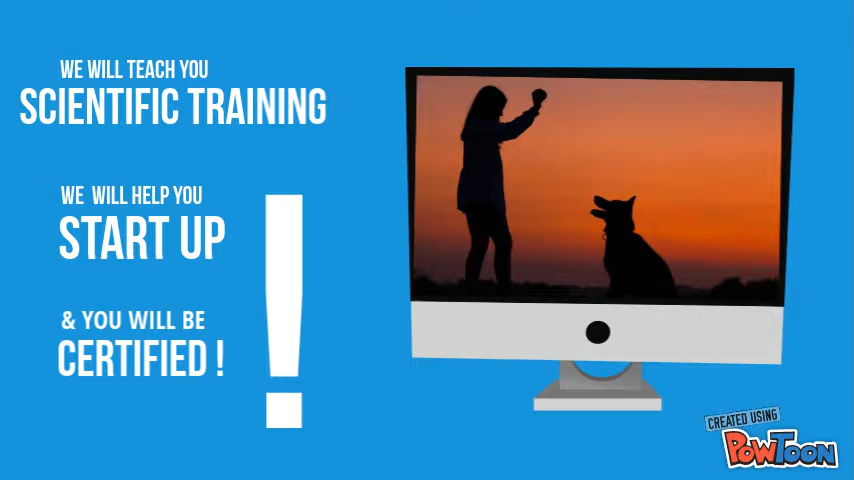 WE WILL TEACH YOU
SCIENTIFIC TRAINING
WE WILL HELP YOU
START UP
& YOU WILL BE
CERTIFIED !
!
CREATED USING
POWTOON